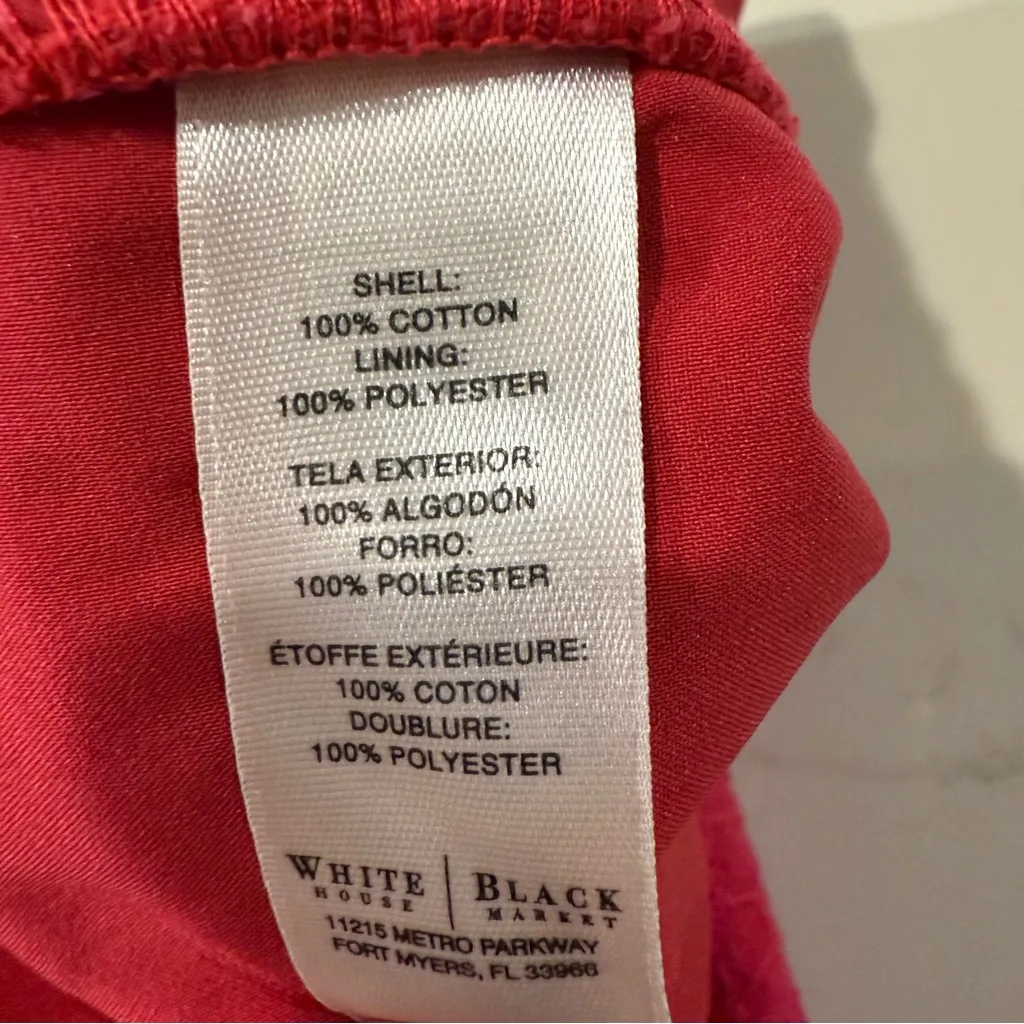 SHELL:
100% COTTON
LINING:
100% POLYESTER
TELA EXTERIOR:
100% ALGODÓN
FORRO:
100% POLIÉSTER
ÉTOFFE EXTÉRIEURE:
100% COTON
DOUBLURE:
100% POLYESTER
WHITE | BLACK
HOUSE MARKET
11215 METRO PARKWAY
FORT MYERS, FL 33966